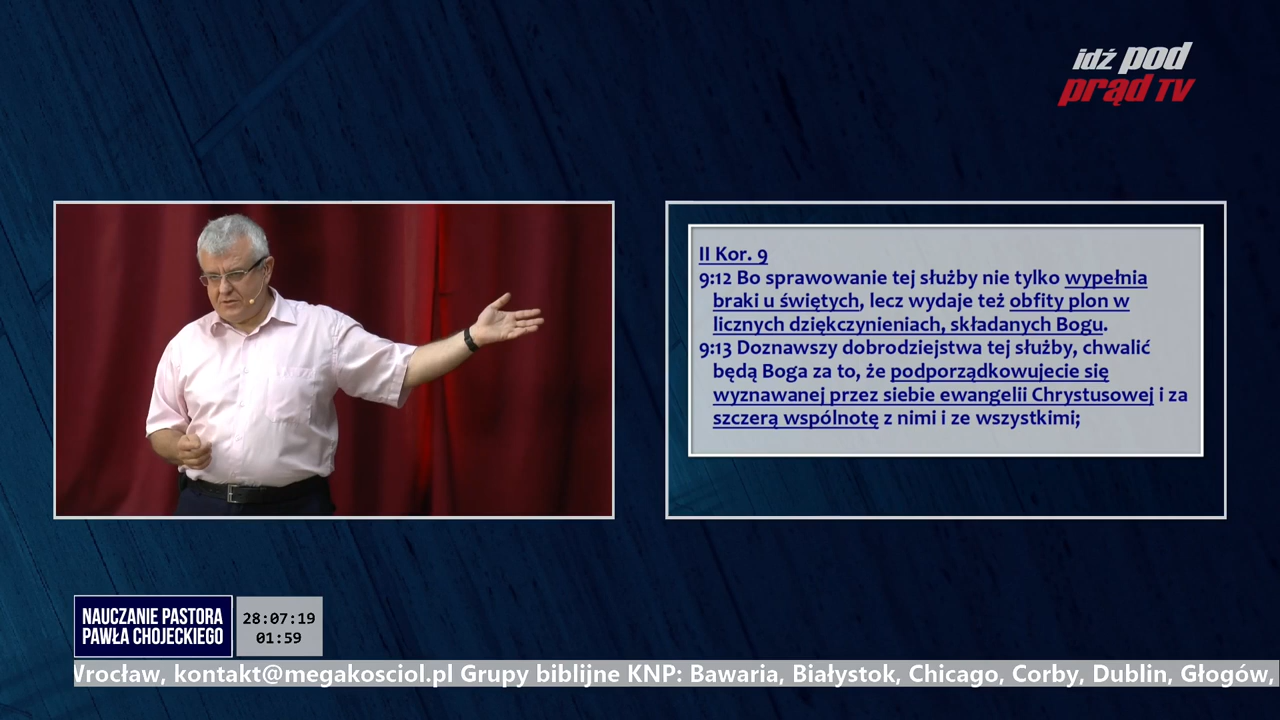 idź pod
prąd TV
II Kor. 9
9:12 Bo sprawowanie tej służby nie tylko wypełnia
braki u świętych, lecz wydaje też obfity plon w
licznych dziękczynieniach, składanych Bogu.
9:13 Doznawszy dobrodziejstwa tej służby, chwalić
będą Boga za to, że podporządkowujecie się
wyznawanej przez siebie ewangelii Chrystusowej i za
szczerą wspólnotę z nimi i ze wszystkimi;
NAUCZANIE PASTORA
PAWŁA CHOJECKIEGO
28:07:19
01:59
Wrocław, kontakt@megakosciol.pl Grupy biblijne KNP: Bawaria, Białystok, Chicago, Corby, Dublin, Głogów,